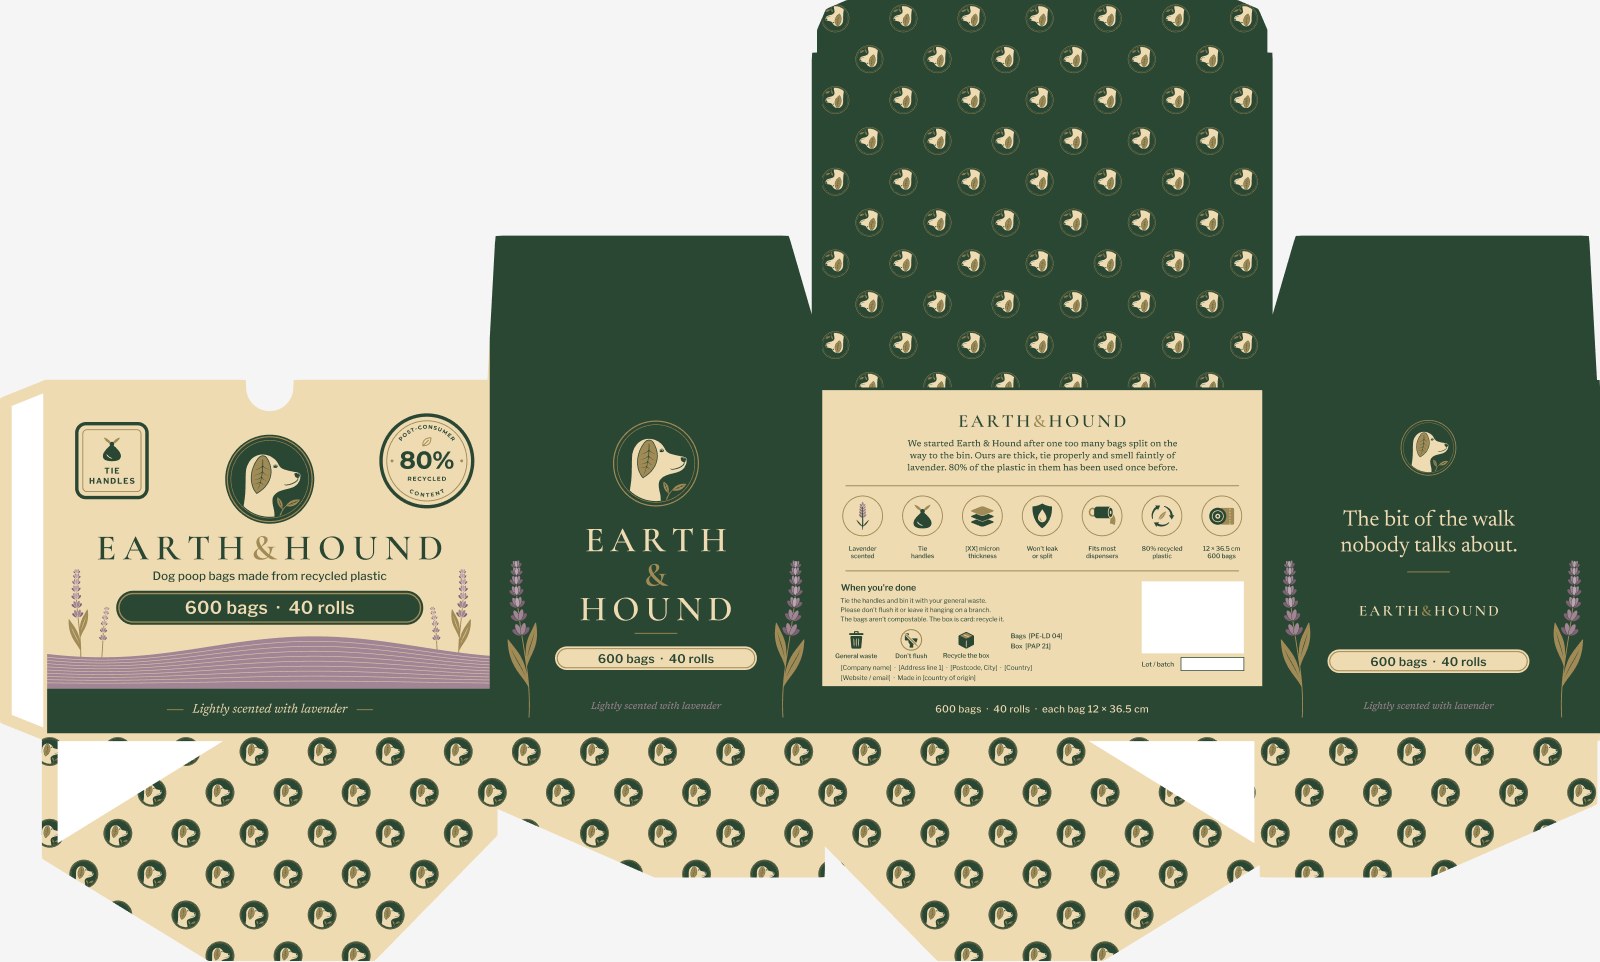 TIE
HANDLES
POST-CONSUMER
80%
RECYCLED
CONTENT
EARTH&HOUND
Dog poop bags made from recycled plastic
600 bags · 40 rolls
Lightly scented with lavender
EARTH
&
HOUND
600 bags · 40 rolls
Lightly scented with lavender
EARTH&HOUND
We started Earth & Hound after one too many bags split on the
way to the bin. Ours are thick, tie properly and smell faintly of
lavender. 80% of the plastic in them has been used once before.
Lavender
scented
Tie
handles
[XX] micron
thickness
Won't leak
or split
Fits most
dispensers
80% recycled
plastic
12 × 36.5 cm
600 bags
When you're done
Tie the handles and bin it with your general waste.
Please don't flush it or leave it hanging on a branch.
The bags aren't compostable. The box is card: recycle it.
General waste
Don't flush
Recycle the box
Bags [PE-LD 04]
Box [PAP 21]
[Company name] · [Address line 1] · [Postcode, City] · [Country]
[Website / email] · Made in [country of origin]
Lot / batch
600 bags · 40 rolls · each bag 12 × 36.5 cm
The bit of the walk
nobody talks about.
EARTH&HOUND
600 bags · 40 rolls
Lightly scented with lavender